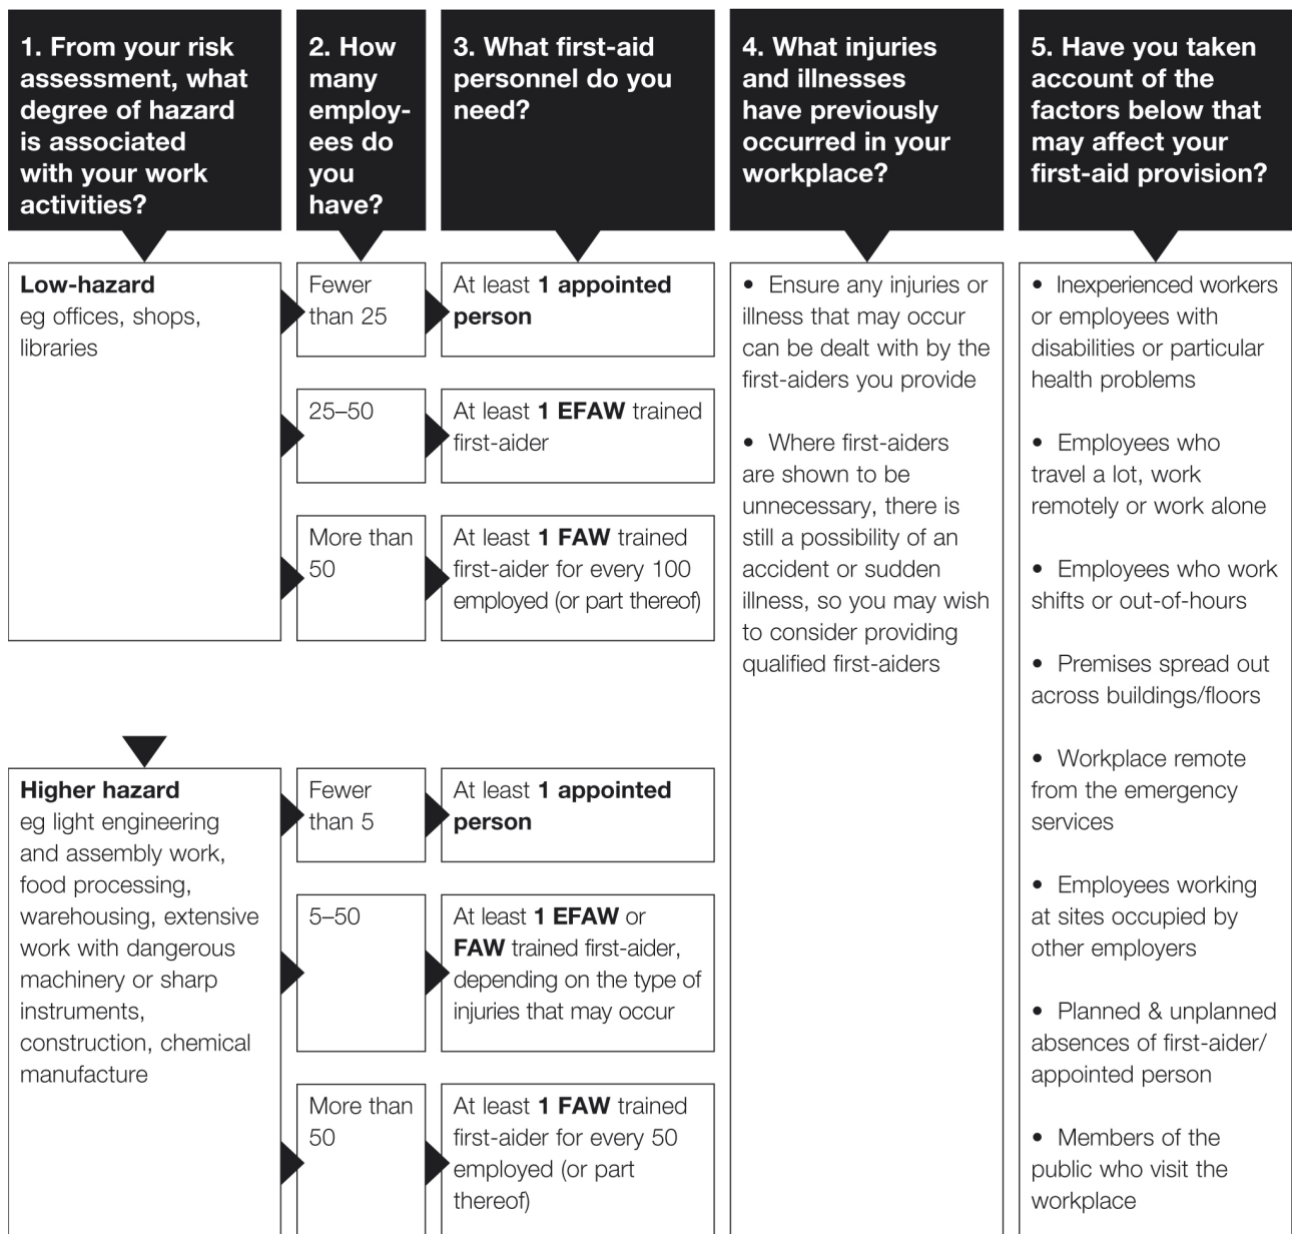 1. From your risk
assessment, what
degree of hazard
is associated
with your work
activities?
2. How
many
employ-
ees do
you
have?
3. What first-aid
personnel do you
need?
4. What injuries
and illnesses
have previously
occurred in your
workplace?
5. Have you taken
account of the
factors below that
may affect your
first-aid provision?
Low-hazard
eg offices, shops,
libraries
Fewer
than 25
At least 1 appointed
person
25–50
At least 1 EFAW trained
first-aider
More than
50
At least 1 FAW trained
first-aider for every 100
employed (or part thereof)
Higher hazard
eg light engineering
and assembly work,
food processing,
warehousing, extensive
work with dangerous
machinery or sharp
instruments,
construction, chemical
manufacture
Fewer
than 5
At least 1 appointed
person
5–50
At least 1 EFAW or
FAW trained first-aider,
depending on the type of
injuries that may occur
More than
50
At least 1 FAW trained
first-aider for every 50
employed (or part
thereof)
• Ensure any injuries or
illness that may occur
can be dealt with by the
first-aiders you provide
• Where first-aiders
are shown to be
unnecessary, there is
still a possibility of an
accident or sudden
illness, so you may wish
to consider providing
qualified first-aiders
• Inexperienced workers
or employees with
disabilities or particular
health problems
• Employees who
travel a lot, work
remotely or work alone
• Employees who work
shifts or out-of-hours
• Premises spread out
across buildings/floors
• Workplace remote
from the emergency
services
• Employees working
at sites occupied by
other employers
• Planned & unplanned
absences of first-aider/
appointed person
• Members of the
public who visit the
workplace